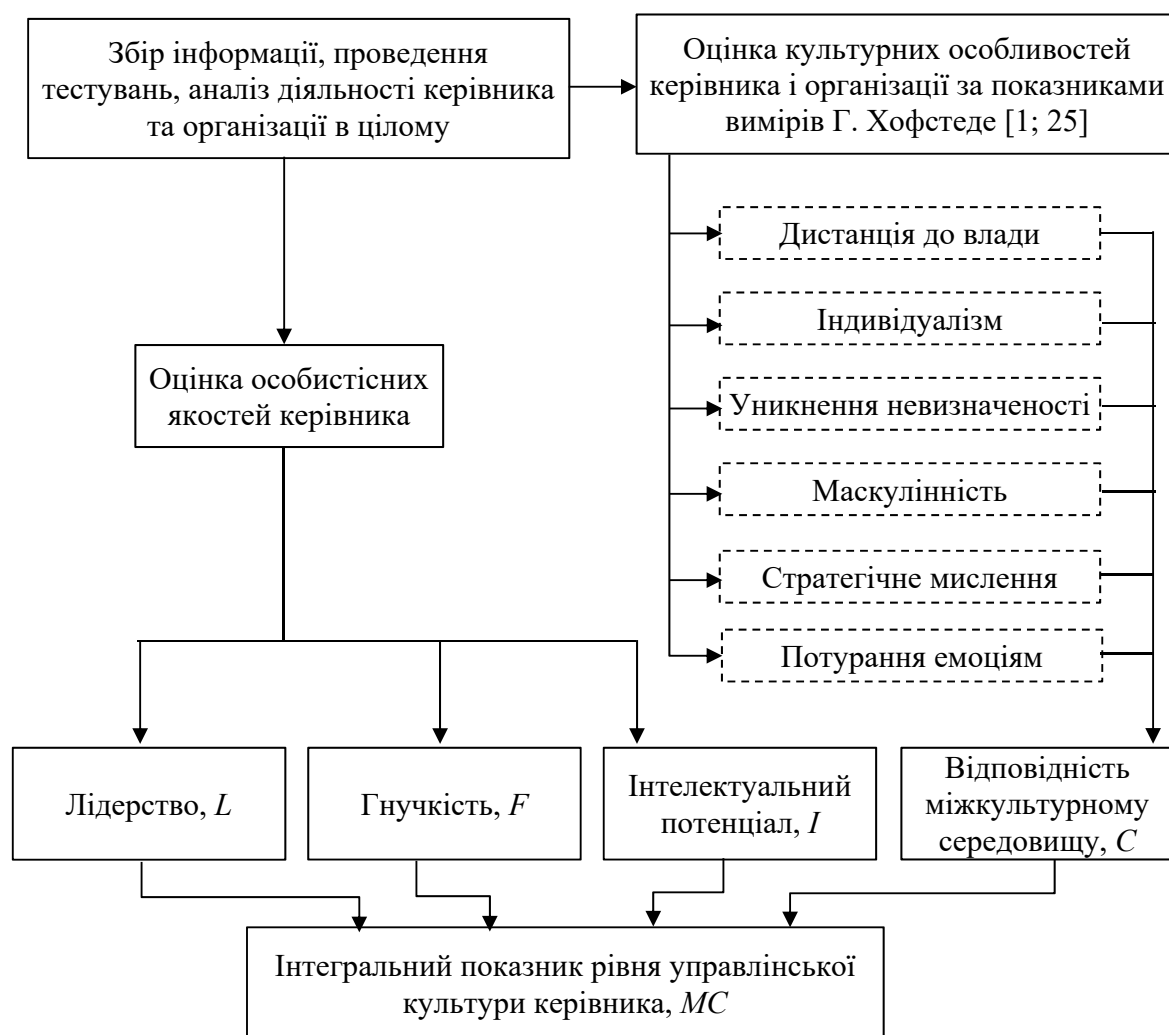 Збір інформації, проведення
тестувань, аналіз діяльності керівника
та організації в цілому
Оцінка культурних особливостей
керівника і організації за показниками
вимірів Г. Хофстеде [1; 25]
Дистанція до влади
Індивідуалізм
Уникнення невизначеності
Маскулінність
Стратегічне мислення
Потурання емоціям
Оцінка особистісних
якостей керівника
Лідерство, L
Гнучкість, F
Інтелектуальний
потенціал, I
Відповідність
міжкультурному
середовищу, C
Інтегральний показник рівня управлінської
культури керівника, MC